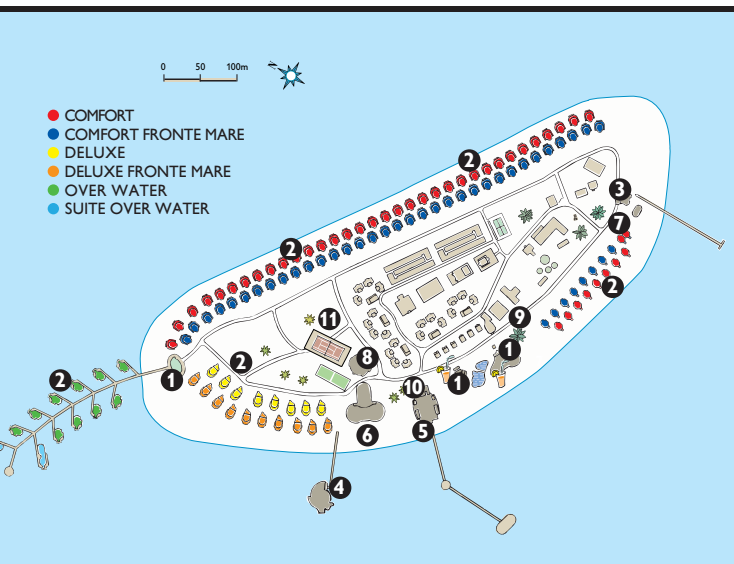 0 50 100m
N
COMFORT
COMFORT FRONTE MARE
DELUXE
DELUXE FRONTE MARE
OVER WATER
SUITE OVER WATER
2
3
7
2
2
11
9
8
1
2
1
2
1
10
6
5
4